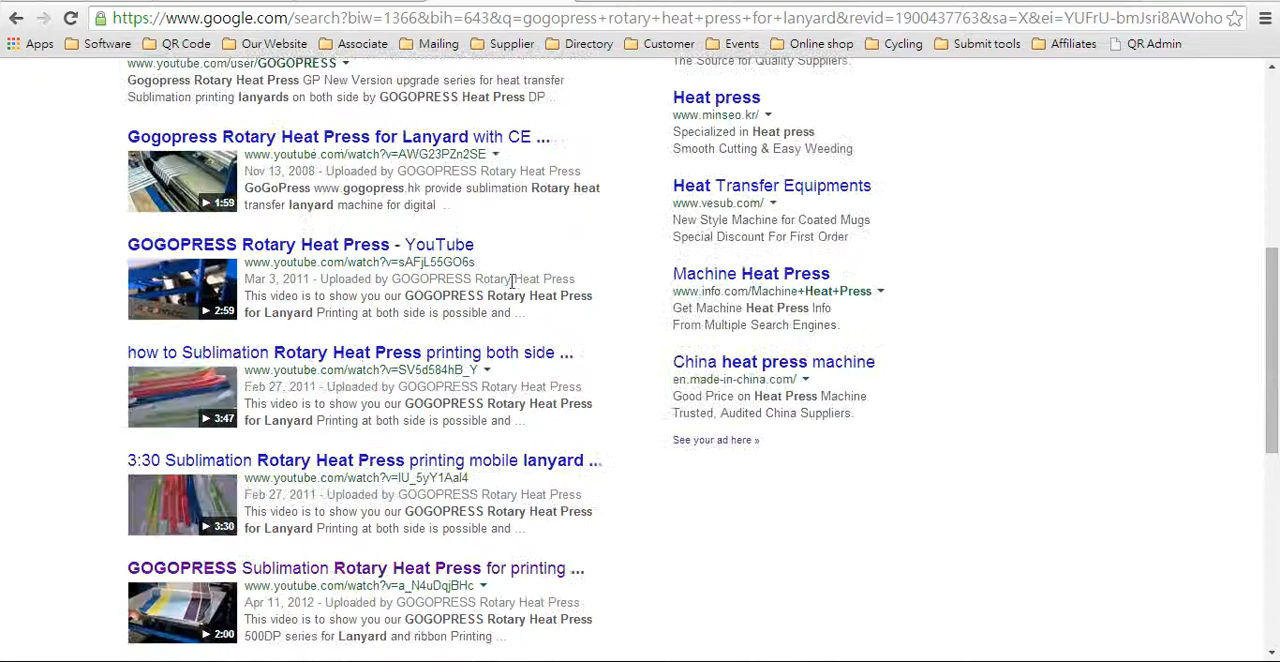 https://www.google.com/search?biw=1366&bih=643&q=gogopress+rotary+heat+press+for+lanyard&revid=1900437763&sa=X&ei=YUFrU-bmJsri8AWoho
Apps Software QR Code Our Website Associate Mailing Supplier Directory Customer Events Online shop Cycling Submit tools Affiliates QR Admin
www.youtube.com/user/GOGOPRESS
Gogopress Rotary Heat Press GP New Version upgrade series for heat transfer
Sublimation printing lanyards on both side by GOGOPRESS Heat Press DP ..
Gogopress Rotary Heat Press for Lanyard with CE ...
www.youtube.com/watch?v=AWG23PZn2SE
Nov 13, 2008 - Uploaded by GOGOPRESS Rotary Heat Press
GoGoPress www.gogopress.hk provide sublimation Rotary heat
transfer lanyard machine for digital ..
1:59
GOGOPRESS Rotary Heat Press - YouTube
www.youtube.com/watch?v=sAFjL55GO6s
Mar 3, 2011 - Uploaded by GOGOPRESS Rotary Heat Press
This video is to show you our GOGOPRESS Rotary Heat Press
for Lanyard Printing at both side is possible and ...
2:59
how to Sublimation Rotary Heat Press printing both side ...
www.youtube.com/watch?v=SV5d584hB_Y
Feb 27, 2011 - Uploaded by GOGOPRESS Rotary Heat Press
This video is to show you our GOGOPRESS Rotary Heat Press
for Lanyard Printing at both side is possible and ...
3:47
3:30 Sublimation Rotary Heat Press printing mobile lanyard ...
www.youtube.com/watch?v=IU_5yY1Aal4
Feb 27, 2011 - Uploaded by GOGOPRESS Rotary Heat Press
This video is to show you our GOGOPRESS Rotary Heat Press
for Lanyard Printing at both side is possible and ...
3:30
GOGOPRESS Sublimation Rotary Heat Press for printing ...
www.youtube.com/watch?v=a_N4uDqjBHc
Apr 11, 2012 - Uploaded by GOGOPRESS Rotary Heat Press
This video is to show you our GOGOPRESS Rotary Heat Press
500DP series for Lanyard and ribbon Printing ...
2:00
The Source for Quality Suppliers.
Heat press
www.minseo.kr/
Specialized in Heat press
Smooth Cutting & Easy Weeding
Heat Transfer Equipments
www.vesub.com/
New Style Machine for Coated Mugs
Special Discount For First Order
Machine Heat Press
www.info.com/Machine+Heat+Press
Get Machine Heat Press Info
From Multiple Search Engines.
China heat press machine
en.made-in-china.com/
Good Price on Heat Press Machine
Trusted, Audited China Suppliers.
See your ad here »